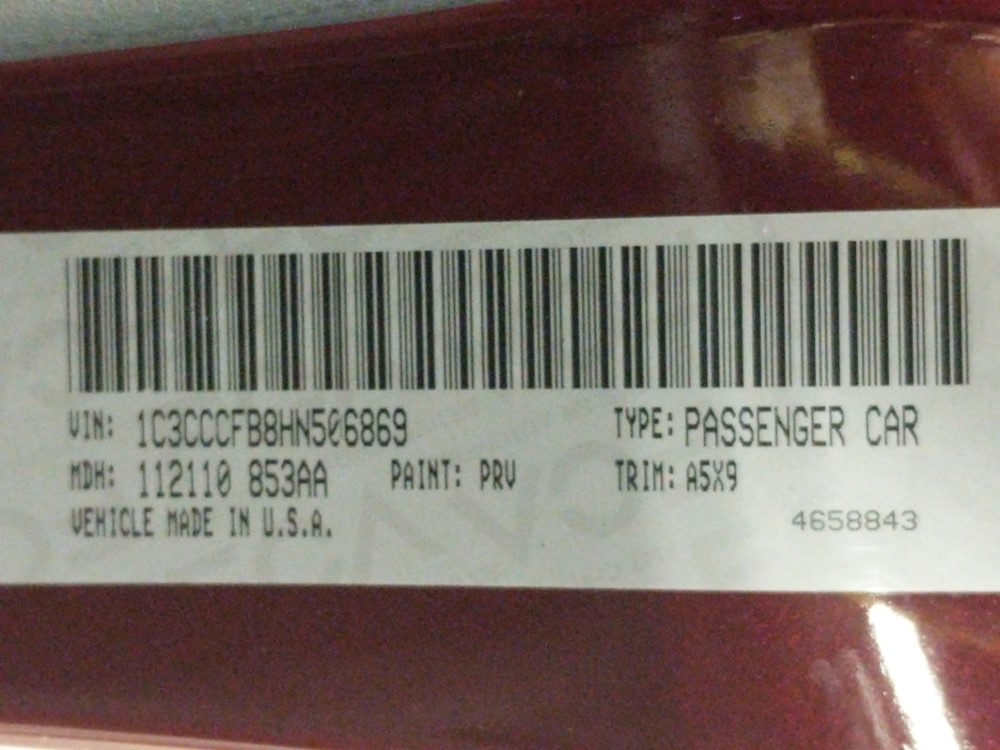 VIN: 1C3CCCFB8HN506869 TYPE: PASSENGER CAR
MDH: 112110 853AA PAINT: PRV TRIM: A5X9
VEHICLE MADE IN U.S.A. 4658843